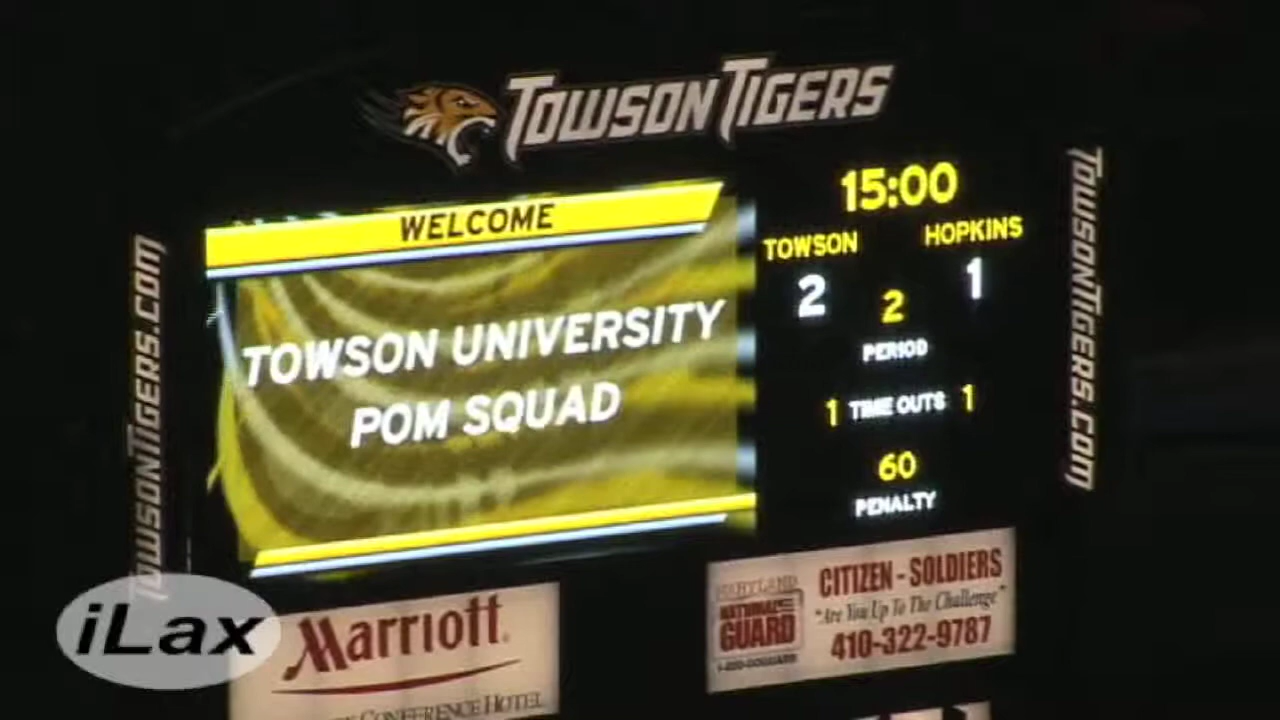 TOWSON TIGERS
WELCOME
TOWSON UNIVERSITY
POM SQUAD
15:00
TOWSON HOPKINS
2 2 1
PERIOD
1 TIME OUTS 1
60
PENALTY
TOWSONTIGERS.COM
TOWSONTIGERS.COM
iLax
Marriott
CONFERENCE HOTEL
MARYLAND
NATIONAL
GUARD
CITIZEN - SOLDIERS
"Are You Up To The Challenge"
410-322-9787